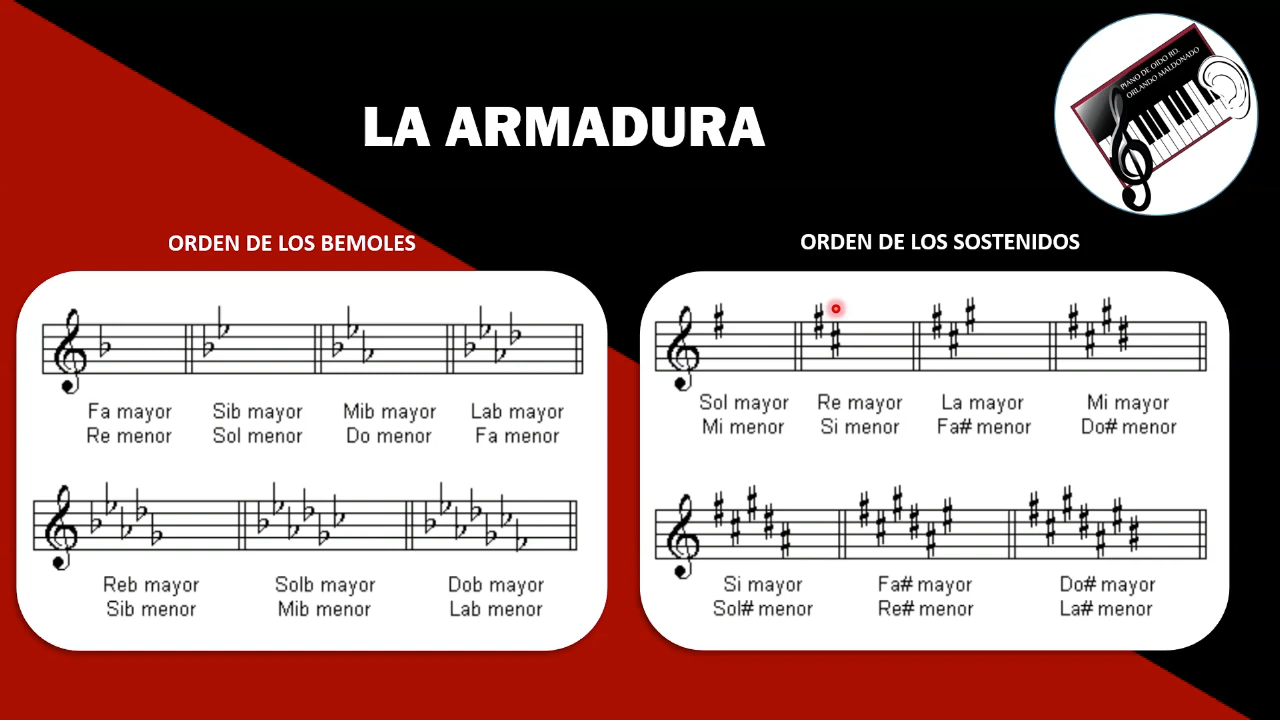 PIANO DE OIDO RD.
ORLANDO MALDONADO
LA ARMADURA
ORDEN DE LOS BEMOLES
Fa mayor Sib mayor Mib mayor Lab mayor
Re menor Sol menor Do menor Fa menor
Reb mayor Solb mayor Dob mayor
Sib menor Mib menor Lab menor
ORDEN DE LOS SOSTENIDOS
Sol mayor Re mayor La mayor Mi mayor
Mi menor Si menor Fa# menor Do# menor
Si mayor Fa# mayor Do# mayor
Sol# menor Re# menor La# menor